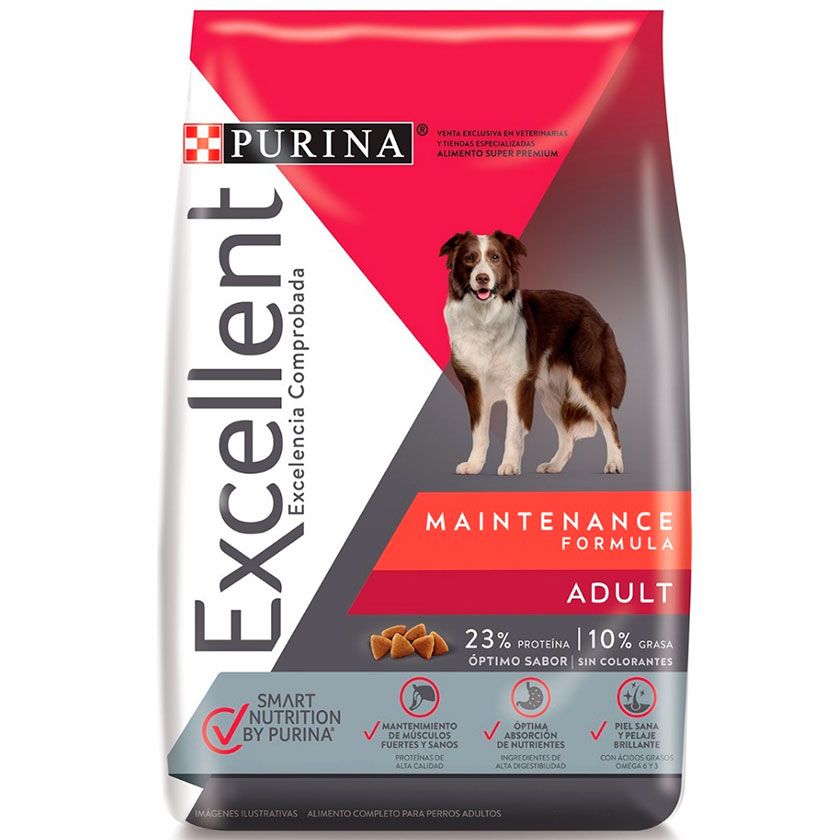 PURINA®
VENTA EXCLUSIVA EN VETERINARIAS
Y TIENDAS ESPECIALIZADAS
ALIMENTO SUPER PREMIUM
Excellent
Excelencia Comprobada
MAINTENANCE
FORMULA
ADULT
23% PROTEÍNA | 10% GRASA
ÓPTIMO SABOR | SIN COLORANTES
SMART
NUTRITION
BY PURINA®
MANTENIMIENTO
DE MÚSCULOS
FUERTES Y SANOS
PROTEÍNAS DE
ALTA CALIDAD
ÓPTIMA
ABSORCIÓN
DE NUTRIENTES
INGREDIENTES DE
ALTA DIGESTIBILIDAD
PIEL SANA
Y PELAJE
BRILLANTE
CON ÁCIDOS GRASOS
OMEGA 6 Y 3
IMÁGENES ILUSTRATIVAS ALIMENTO COMPLETO PARA PERROS ADULTOS